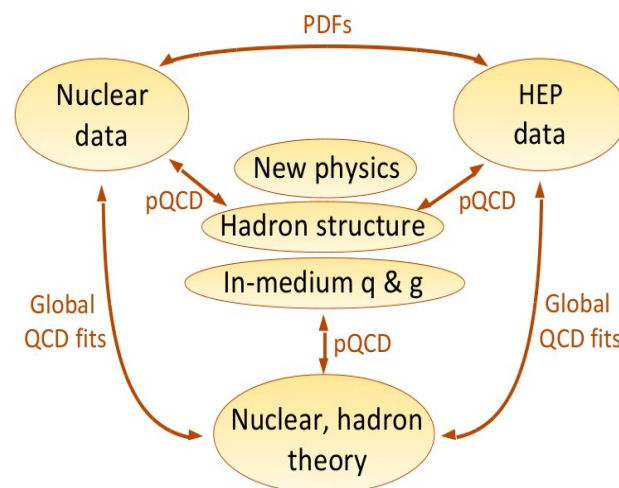 PDFs
Nuclear
data
HEP
data
New physics
pQCD
pQCD
Hadron structure
In-medium q & g
Global
QCD fits
Global
QCD fits
pQCD
Nuclear, hadron
theory